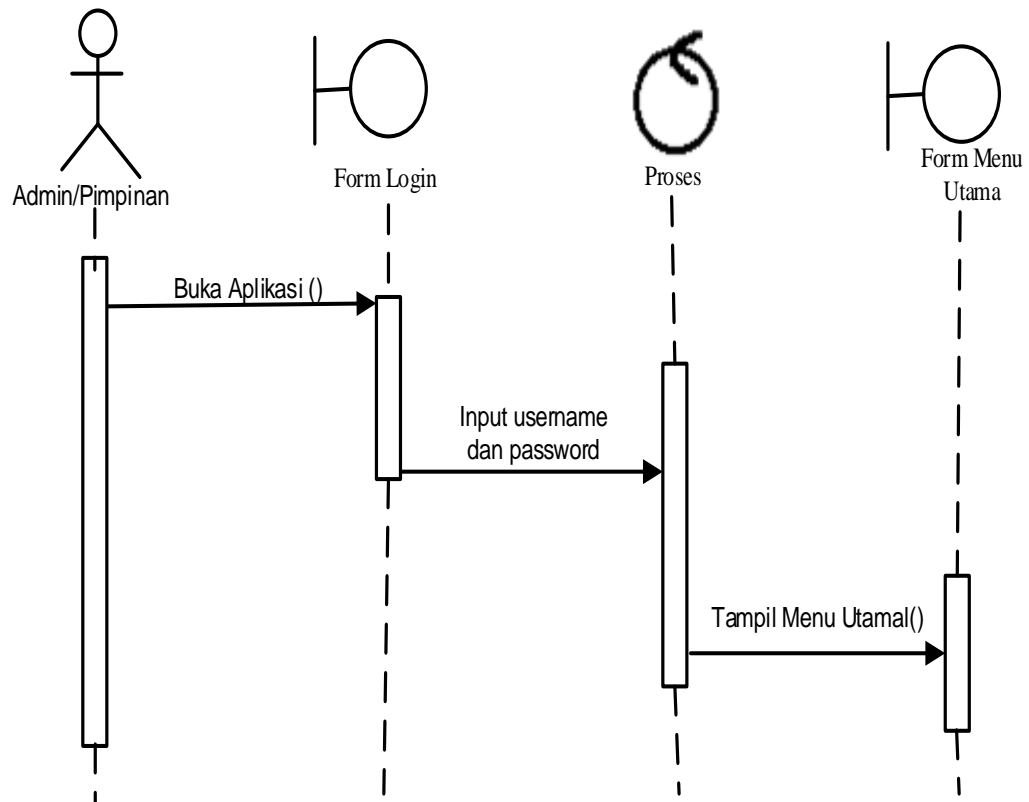 Admin/Pimpinan
Form Login
Proses
Form Menu
Utama
Buka Aplikasi ()
Input username
dan password
Tampil Menu Utamal()